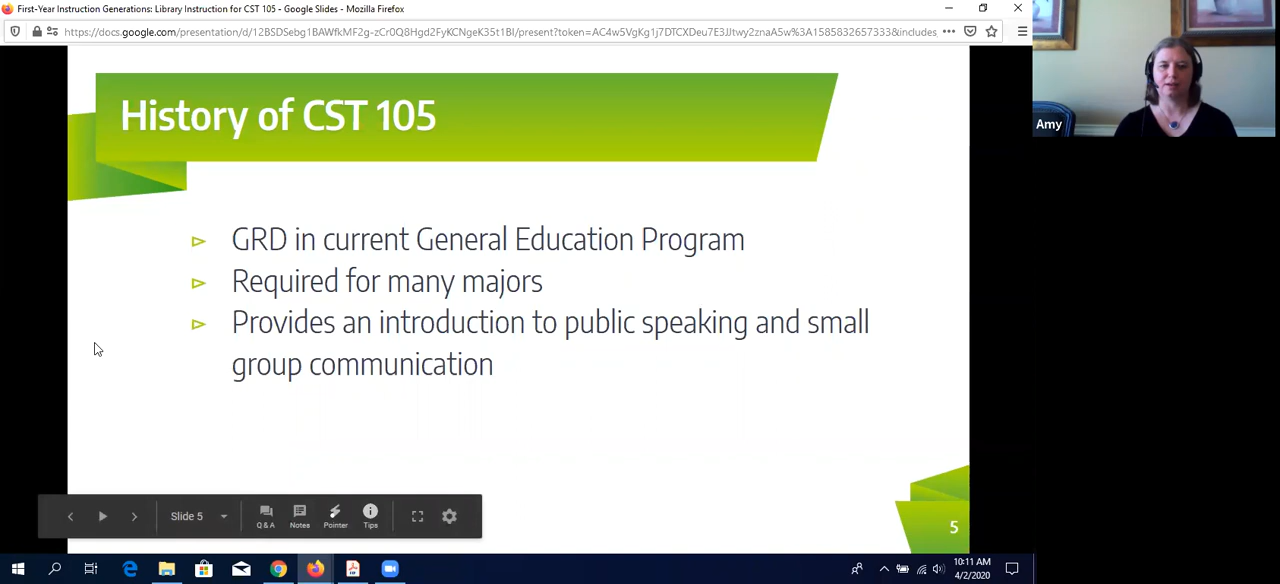 First-Year Instruction Generations: Library Instruction for CST 105 - Google Slides - Mozilla Firefox
https://docs.google.com/presentation/d/12BSDSebg1BAWfkMF2g-zCr0Q8Hgd2FyKCNgeK35t1BI/present?token=AC4w5VgKg1j7DTCXDeu7E3JJtwy2znaA5w%3A1585832657333&includes_
History of CST 105
Amy
GRD in current General Education Program
Required for many majors
Provides an introduction to public speaking and small
group communication
Slide 5
Q & A
Notes
Pointer
Tips
5
10:11 AM
4/2/2020